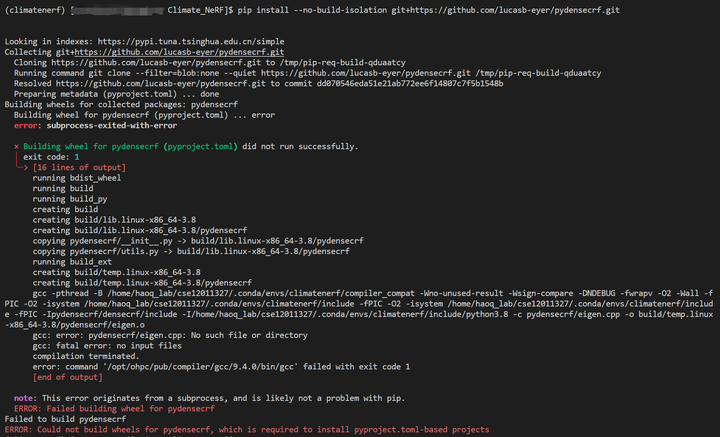 (climatenerf) [ Climate_NeRF]$ pip install --no-build-isolation git+https://github.com/lucasb-eyer/pydensecrf.git
Looking in indexes: https://pypi.tuna.tsinghua.edu.cn/simple
Collecting git+https://github.com/lucasb-eyer/pydensecrf.git
Cloning https://github.com/lucasb-eyer/pydensecrf.git to /tmp/pip-req-build-qduaatcy
Running command git clone --filter=blob:none --quiet https://github.com/lucasb-eyer/pydensecrf.git /tmp/pip-req-build-qduaatcy
Resolved https://github.com/lucasb-eyer/pydensecrf.git to commit dd070546eda51e21ab772ee6f14807c7f5b1548b
Preparing metadata (pyproject.toml) ... done
Building wheels for collected packages: pydensecrf
Building wheel for pydensecrf (pyproject.toml) ... error
error: subprocess-exited-with-error
× Building wheel for pydensecrf (pyproject.toml) did not run successfully.
│ exit code: 1
╰─> [16 lines of output]
running bdist_wheel
running build
running build_py
creating build
creating build/lib.linux-x86_64-3.8
creating build/lib.linux-x86_64-3.8/pydensecrf
copying pydensecrf/__init__.py -> build/lib.linux-x86_64-3.8/pydensecrf
copying pydensecrf/utils.py -> build/lib.linux-x86_64-3.8/pydensecrf
running build_ext
creating build/temp.linux-x86_64-3.8
creating build/temp.linux-x86_64-3.8/pydensecrf
gcc -pthread -B /home/haoq_lab/cse12011327/.conda/envs/climatenerf/compiler_compat -Wno-unused-result -Wsign-compare -DNDEBUG -fwrapv -O2 -Wall -f
PIC -O2 -isystem /home/haoq_lab/cse12011327/.conda/envs/climatenerf/include -fPIC -O2 -isystem /home/haoq_lab/cse12011327/.conda/envs/climatenerf/includ
e -fPIC -Ipydensecrf/densecrf/include -I/home/haoq_lab/cse12011327/.conda/envs/climatenerf/include/python3.8 -c pydensecrf/eigen.cpp -o build/temp.linux
-x86_64-3.8/pydensecrf/eigen.o
gcc: error: pydensecrf/eigen.cpp: No such file or directory
gcc: fatal error: no input files
compilation terminated.
error: command '/opt/ohpc/pub/compiler/gcc/9.4.0/bin/gcc' failed with exit code 1
[end of output]
note: This error originates from a subprocess, and is likely not a problem with pip.
ERROR: Failed building wheel for pydensecrf
Failed to build pydensecrf
ERROR: Could not build wheels for pydensecrf, which is required to install pyproject.toml-based projects